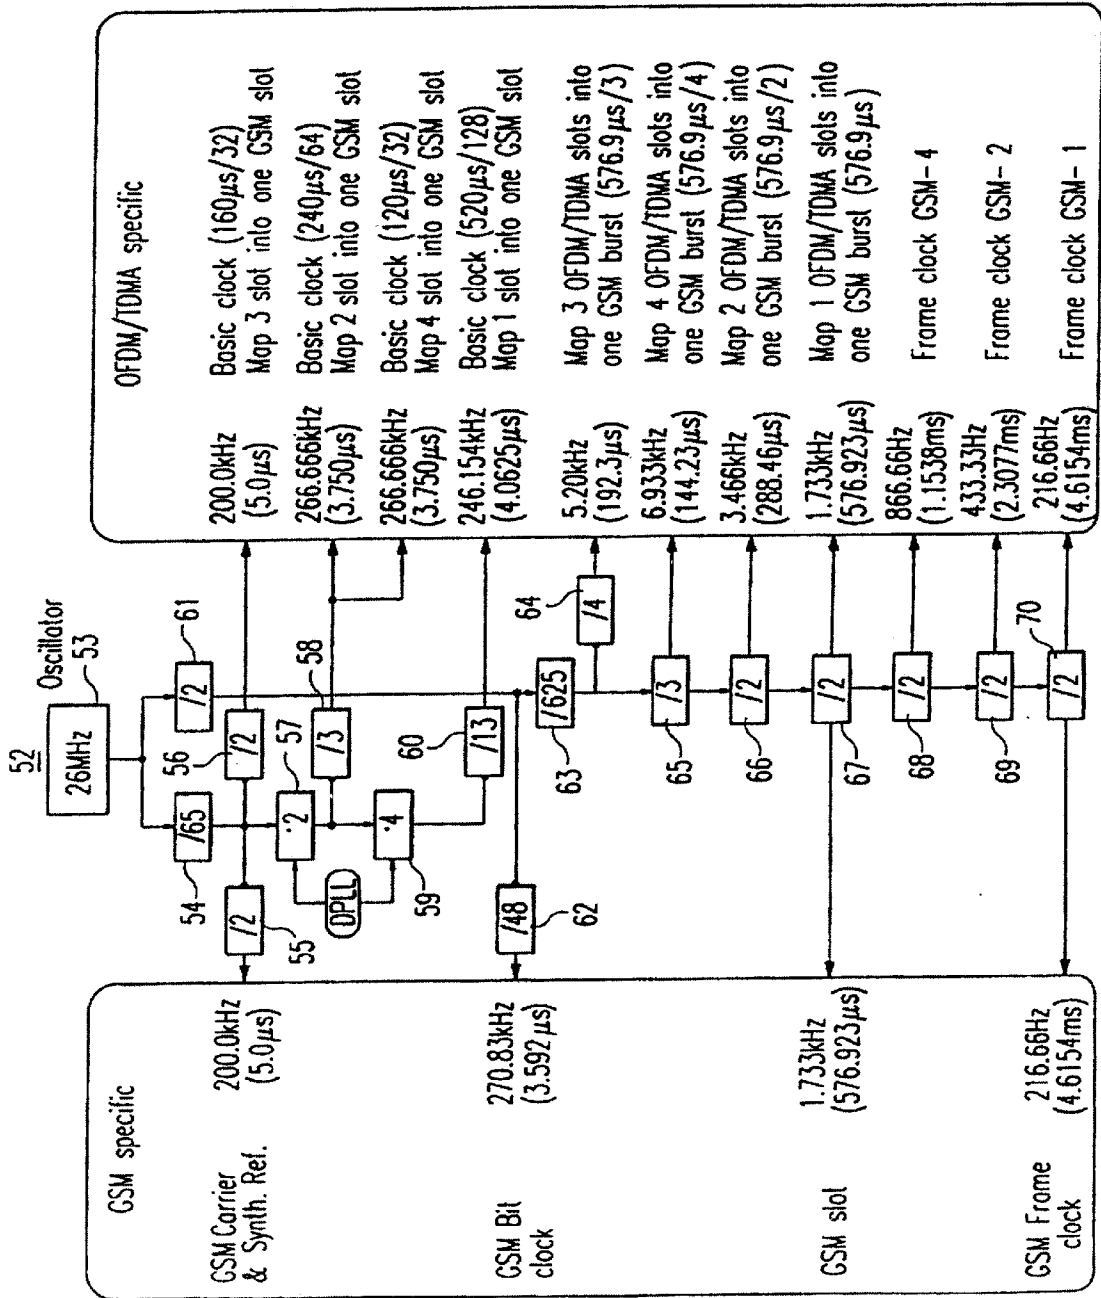 52
Oscillator
53
26MHz
GSM specific
GSM Carrier
& Synth. Ref.
200.0kHz
(5.0µs)
GSM Bit
clock
270.83kHz
(3.592µs)
GSM slot
1.733kHz
(576.923µs)
GSM Frame
clock
216.66Hz
(4.6154ms)
/65
54
/2
55
/2
56
/2
61
·2
57
/3
58
DPLL
·4
59
/13
60
/48
62
/625
63
/4
64
/3
65
/2
66
/2
67
/2
68
/2
69
/2
70
OFDM/TDMA specific
200.0kHz
(5.0µs)
Basic clock (160µs/32)
Map 3 slot into one GSM slot
266.666kHz
(3.750µs)
Basic clock (240µs/64)
Map 2 slot into one GSM slot
266.666kHz
(3.750µs)
Basic clock (120µs/32)
Map 4 slot into one GSM slot
246.154kHz
(4.0625µs)
Basic clock (520µs/128)
Map 1 slot into one GSM slot
5.20kHz
(192.3µs)
Map 3 OFDM/TDMA slots into
one GSM burst (576.9µs/3)
6.933kHz
(144.23µs)
Map 4 OFDM/TDMA slots into
one GSM burst (576.9µs/4)
3.466kHz
(288.46µs)
Map 2 OFDM/TDMA slots into
one GSM burst (576.9µs/2)
1.733kHz
(576.923µs)
Map 1 OFDM/TDMA slots into
one GSM burst (576.9µs)
866.66Hz
(1.1538ms)
Frame clock GSM-4
433.33Hz
(2.3077ms)
Frame clock GSM-2
216.66Hz
(4.6154ms)
Frame clock GSM-1